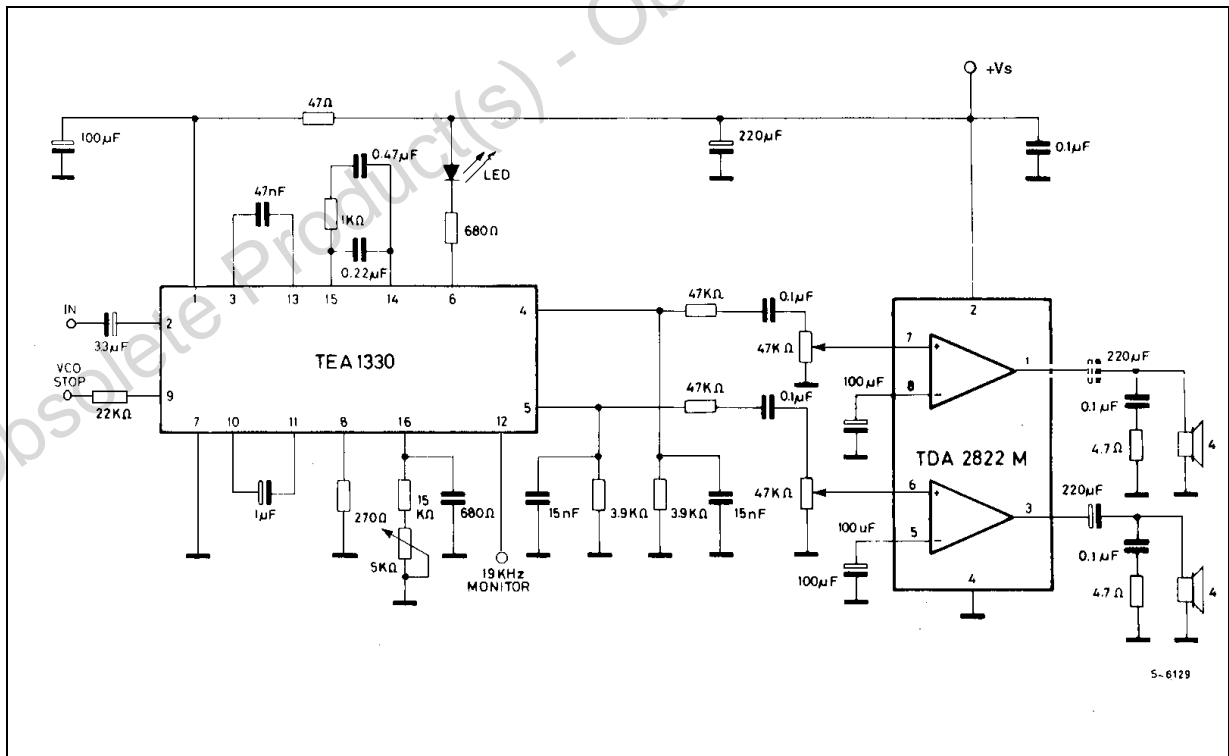 Obsolete Product(s) - Ob
+Vs
47Ω
100µF
220µF
0.1µF
0.47µF
LED
47nF
1KΩ
680Ω
0.22µF
1
3
13
15
14
6
IN
2
33µF
TEA 1330
VCO
STOP
9
22KΩ
4
5
7
10
11
8
16
12
1µF
270Ω
15
KΩ
5KΩ
680Ω
19KHz
MONITOR
15nF
3.9KΩ
3.9KΩ
15nF
47KΩ
0.1µF
47KΩ
47KΩ
0.1µF
47KΩ
2
7
+
8
-
1
100µF
TDA 2822 M
6
+
5
-
3
100uF
100µF
4
220µF
0.1µF
4.7Ω
4
220µF
0.1µF
4.7Ω
4
S-6129